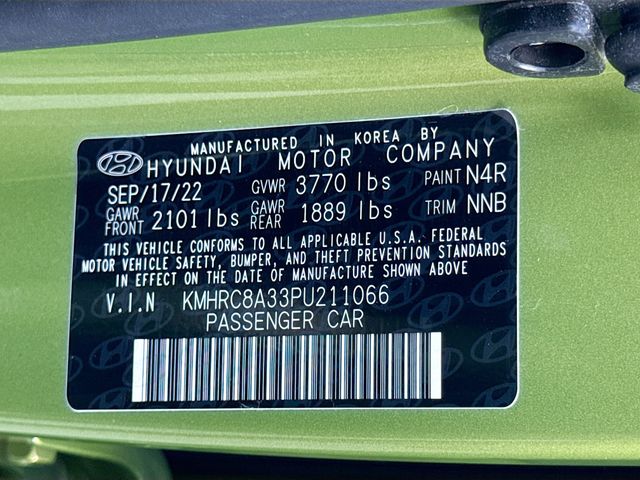 MANUFACTURED IN KOREA BY
HYUNDAI MOTOR COMPANY
SEP/17/22 GVWR 3770 lbs PAINT N4R
GAWR FRONT 2101 lbs GAWR REAR 1889 lbs TRIM NNB
THIS VEHICLE CONFORMS TO ALL APPLICABLE U.S.A. FEDERAL
MOTOR VEHICLE SAFETY, BUMPER, AND THEFT PREVENTION STANDARDS
IN EFFECT ON THE DATE OF MANUFACTURE SHOWN ABOVE
V.I.N KMHRC8A33PU211066
PASSENGER CAR